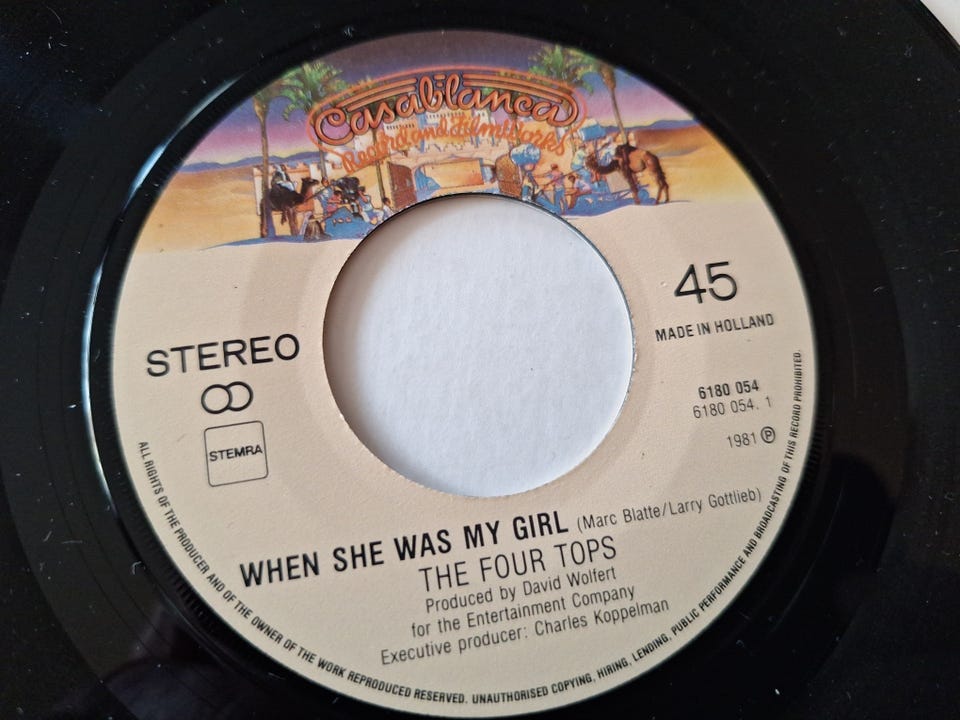 Casablanca
Record and FilmWorks
45
MADE IN HOLLAND
STEREO
STEMRA
6180 054
6180 054. 1
1981 ℗
WHEN SHE WAS MY GIRL (Marc Blatte/Larry Gottlieb)
THE FOUR TOPS
Produced by David Wolfert
for the Entertainment Company
Executive producer: Charles Koppelman
ALL RIGHTS OF THE PRODUCER AND OF THE OWNER OF THE WORK REPRODUCED RESERVED. UNAUTHORISED COPYING, HIRING, LENDING, PUBLIC PERFORMANCE AND BROADCASTING OF THIS RECORD PROHIBITED.